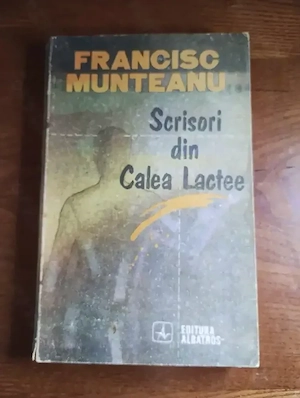 FRANCISC
MUNTEANU
Scrisori
din
Calea Lactee
EDITURA
ALBATROS